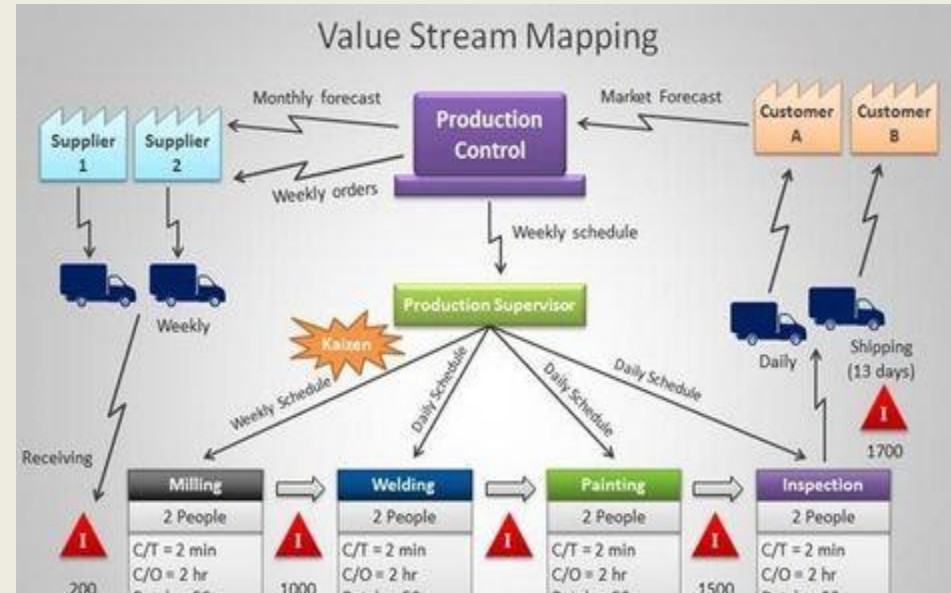 Value Stream Mapping
Monthly forecast
Market Forecast
Supplier
1
Supplier
2
Production
Control
Customer
A
Customer
B
Weekly orders
Weekly schedule
Production Supervisor
Kaizen
Weekly
Daily
Shipping
(13 days)
I
1700
Weekly Schedule
Daily Schedule
Daily Schedule
Daily Schedule
Receiving
Milling
Welding
Painting
Inspection
2 People
2 People
2 People
2 People
I
I
I
I
C/T = 2 min
C/T = 2 min
C/T = 2 min
C/T = 2 min
C/O = 2 hr
C/O = 2 hr
C/O = 2 hr
C/O = 2 hr
200
1000
1500